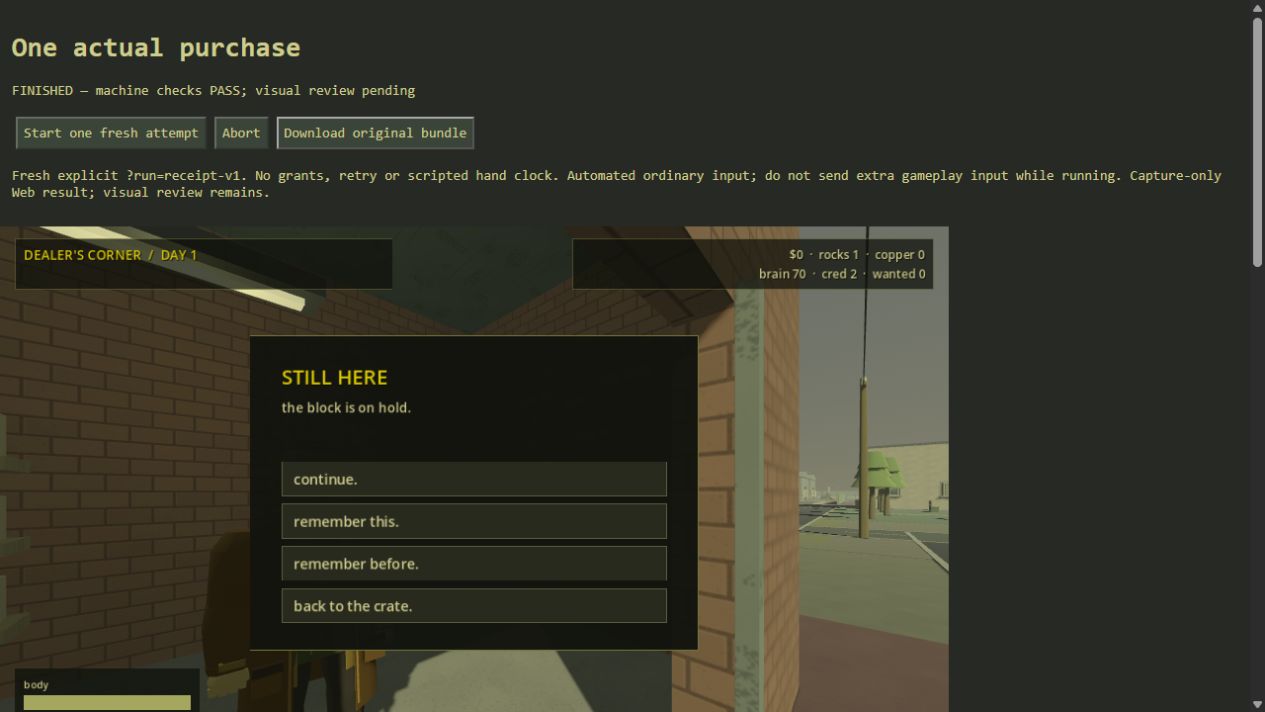 One actual purchase
FINISHED — machine checks PASS; visual review pending
Start one fresh attempt
Abort
Download original bundle
Fresh explicit ?run=receipt-v1. No grants, retry or scripted hand clock. Automated ordinary input; do not send extra gameplay input while running. Capture-only
Web result; visual review remains.
DEALER'S CORNER / DAY 1
$0 · rocks 1 · copper 0
brain 70 · cred 2 · wanted 0
STILL HERE
the block is on hold.
continue.
remember this.
remember before.
back to the crate.
body